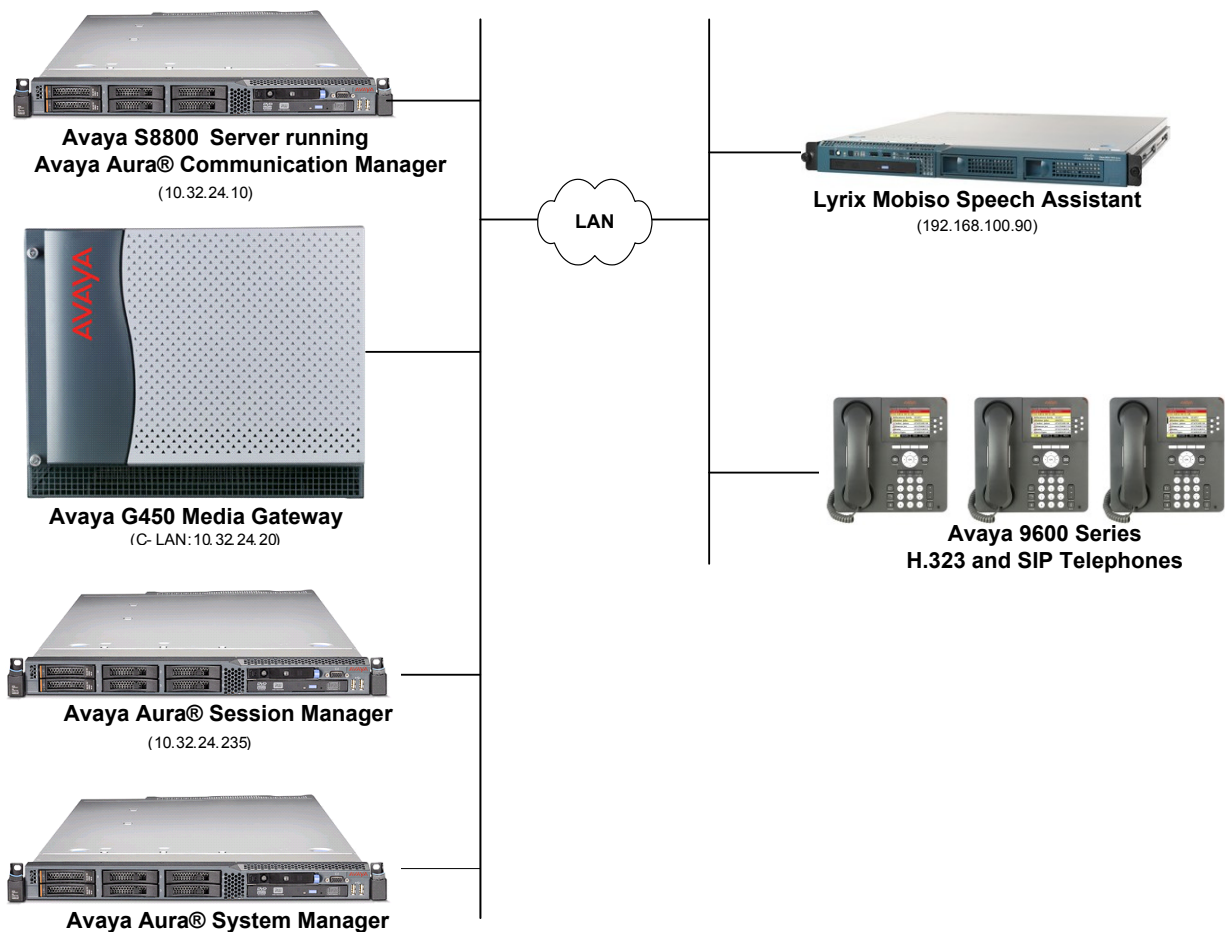 Avaya S8800 Server running
Avaya Aura® Communication Manager
(10.32.24.10)
AVAYA
Avaya G450 Media Gateway
(C- LAN:10.32.24.20)
Avaya Aura® Session Manager
(10.32.24.235)
Avaya Aura® System Manager
LAN
Lyrix Mobiso Speech Assistant
(192.168.100.90)
Avaya 9600 Series
H.323 and SIP Telephones